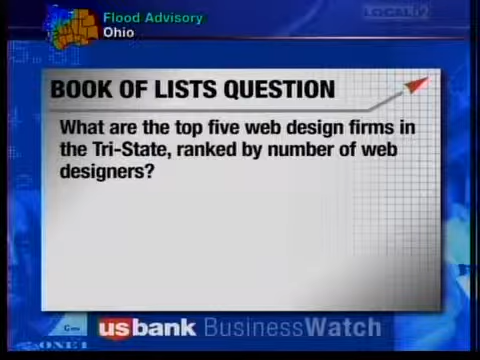 Flood Advisory
Ohio
LOCAL 12
BOOK OF LISTS QUESTION
What are the top five web design firms in
the Tri-State, ranked by number of web
designers?
usbank BusinessWatch